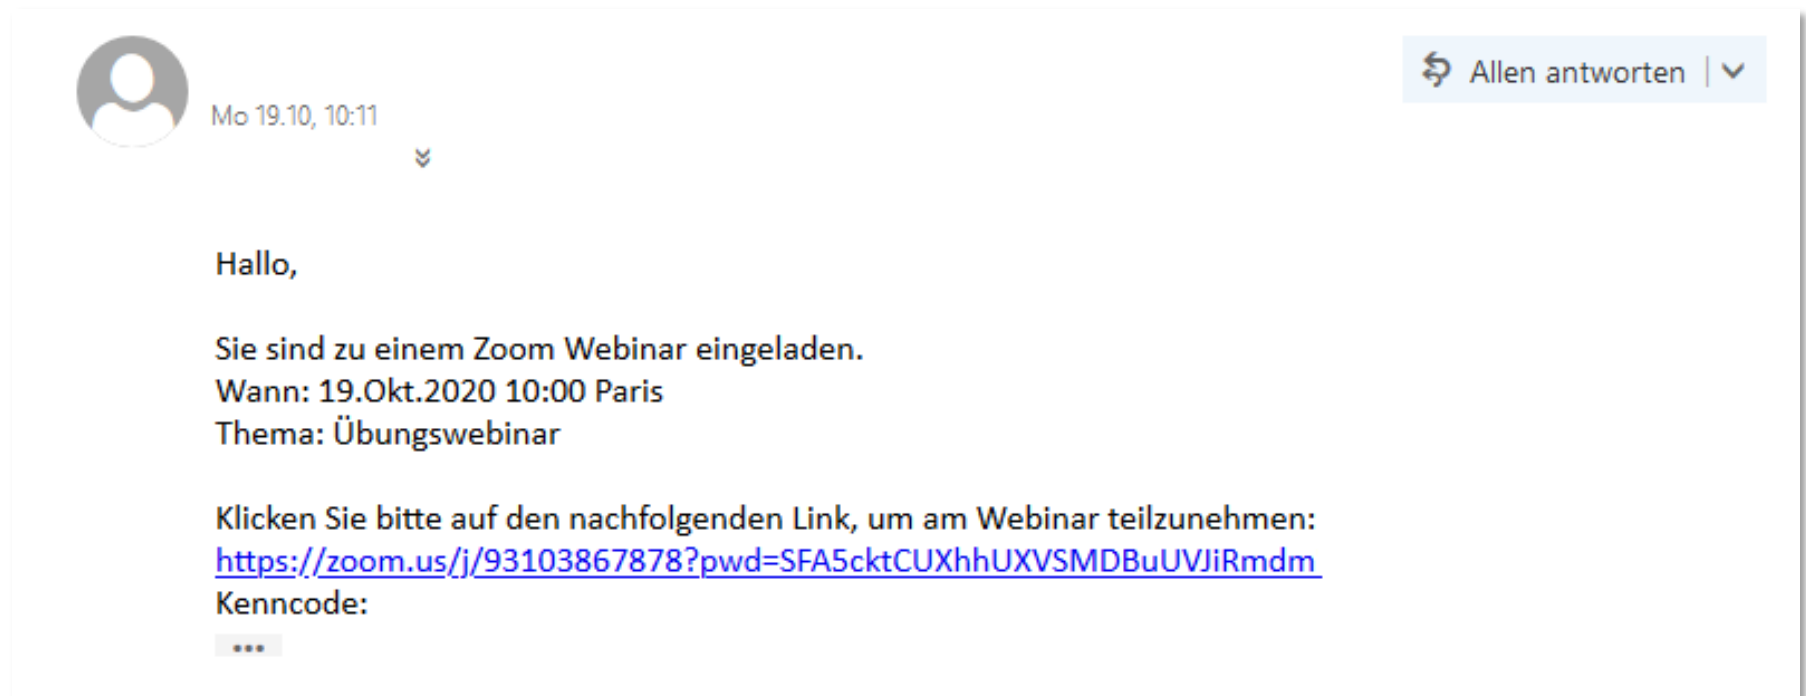 Allen antworten
Mo 19.10, 10:11
Hallo,
Sie sind zu einem Zoom Webinar eingeladen.
Wann: 19.Okt.2020 10:00 Paris
Thema: Übungswebinar
Klicken Sie bitte auf den nachfolgenden Link, um am Webinar teilzunehmen:
https://zoom.us/j/93103867878?pwd=SFA5cktCUXhhUXVSMDBuUVJiRmdm
Kenncode: